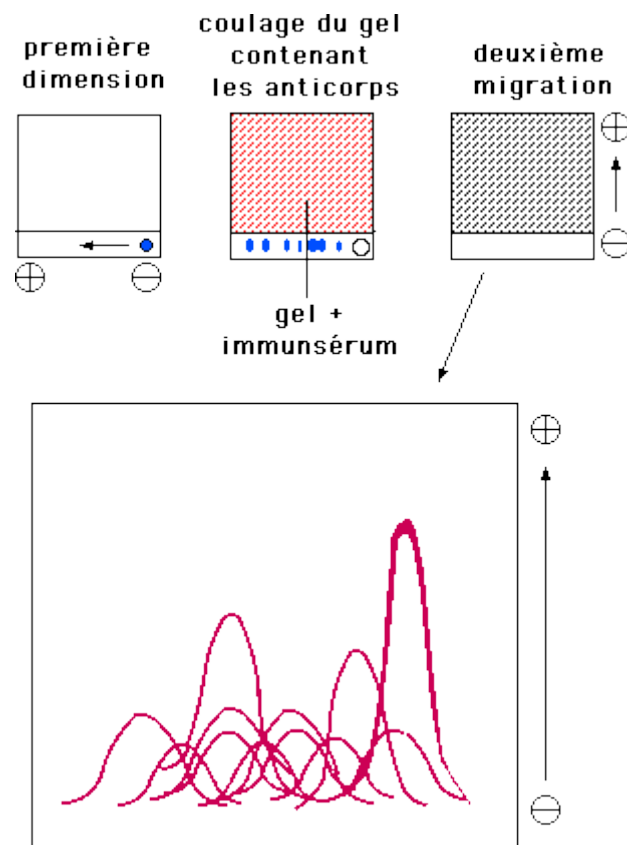 première
dimension
coulage du gel
contenant
les anticorps
deuxième
migration
gel +
immunsérum